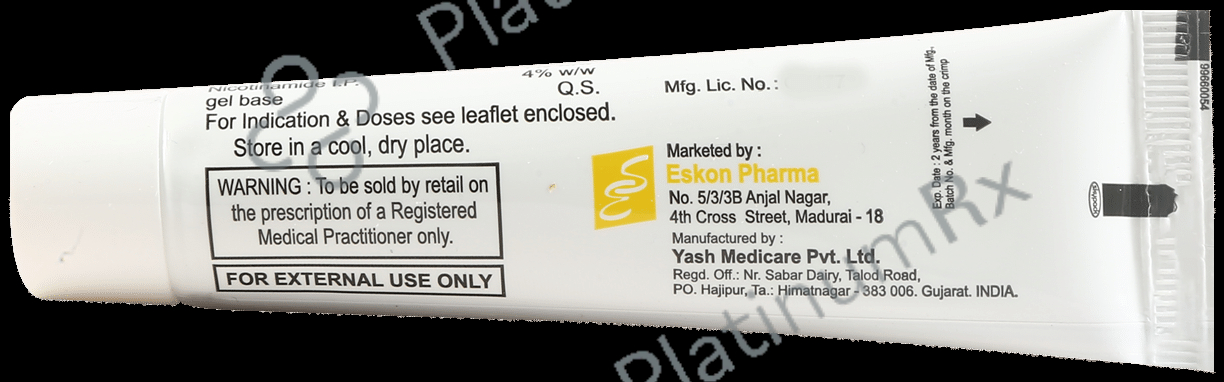 Nicotinamide I.P.
4% w/w
gel base
Q.S.
For Indication & Doses see leaflet enclosed.
Store in a cool, dry place.
WARNING : To be sold by retail on
the prescription of a Registered
Medical Practitioner only.
FOR EXTERNAL USE ONLY
Mfg. Lic. No. :
Marketed by :
Eskon Pharma
No. 5/3/3B Anjal Nagar,
4th Cross Street, Madurai - 18
Manufactured by :
Yash Medicare Pvt. Ltd.
Regd. Off.: Nr. Sabar Dairy, Talod Road,
PO. Hajipur, Ta.: Himatnagar - 383 006. Gujarat. INDIA.
Exp. Date : 2 years from the date of Mfg.
Batch No. & Mfg. month on the crimp
996600054
PlatinumRx